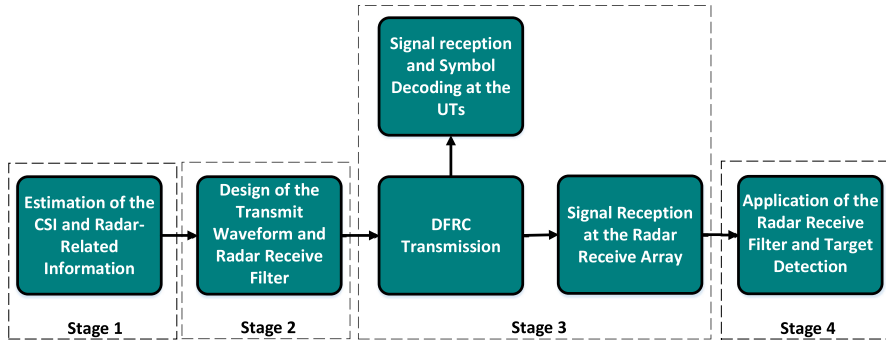 Signal reception
and Symbol
Decoding at the
UTs
Estimation of the
CSI and Radar-
Related
Information
Design of the
Transmit
Waveform and
Radar Receive
Filter
DFRC
Transmission
Signal Reception
at the Radar
Receive Array
Application of the
Radar Receive
Filter and Target
Detection
Stage 1
Stage 2
Stage 3
Stage 4